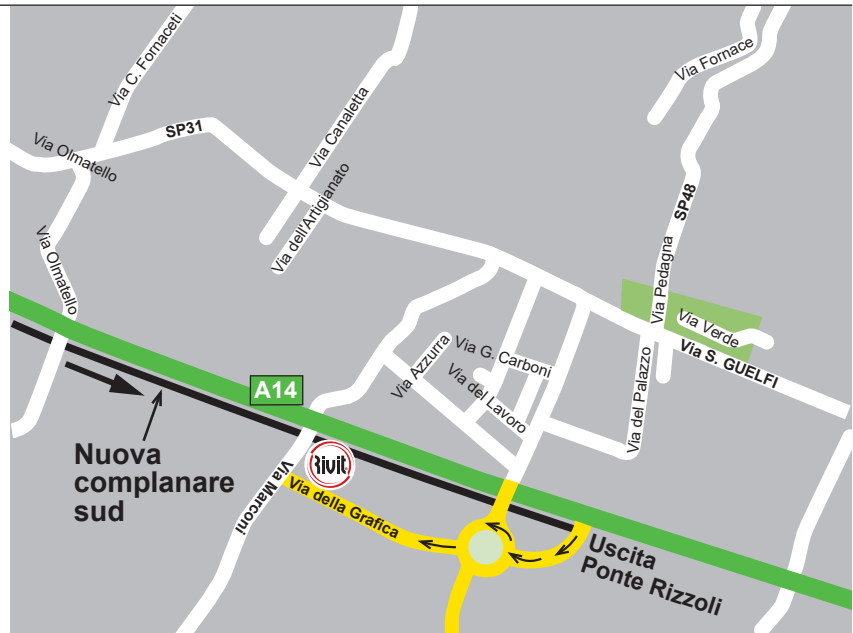 Via C. Fornaceti
Via Fornace
SP31
Via Canaletta
Via Olmatello
Via dell'Artigianato
SP48
Via Olmatello
Via Pedagna
Via Verde
Via Azzurra
Via G. Carboni
Via S. GUELFI
Via del Lavoro
Via del Palazzo
A14
Nuova
complanare
sud
Rivit
Via Marconi
Via della Grafica
Uscita
Ponte Rizzoli